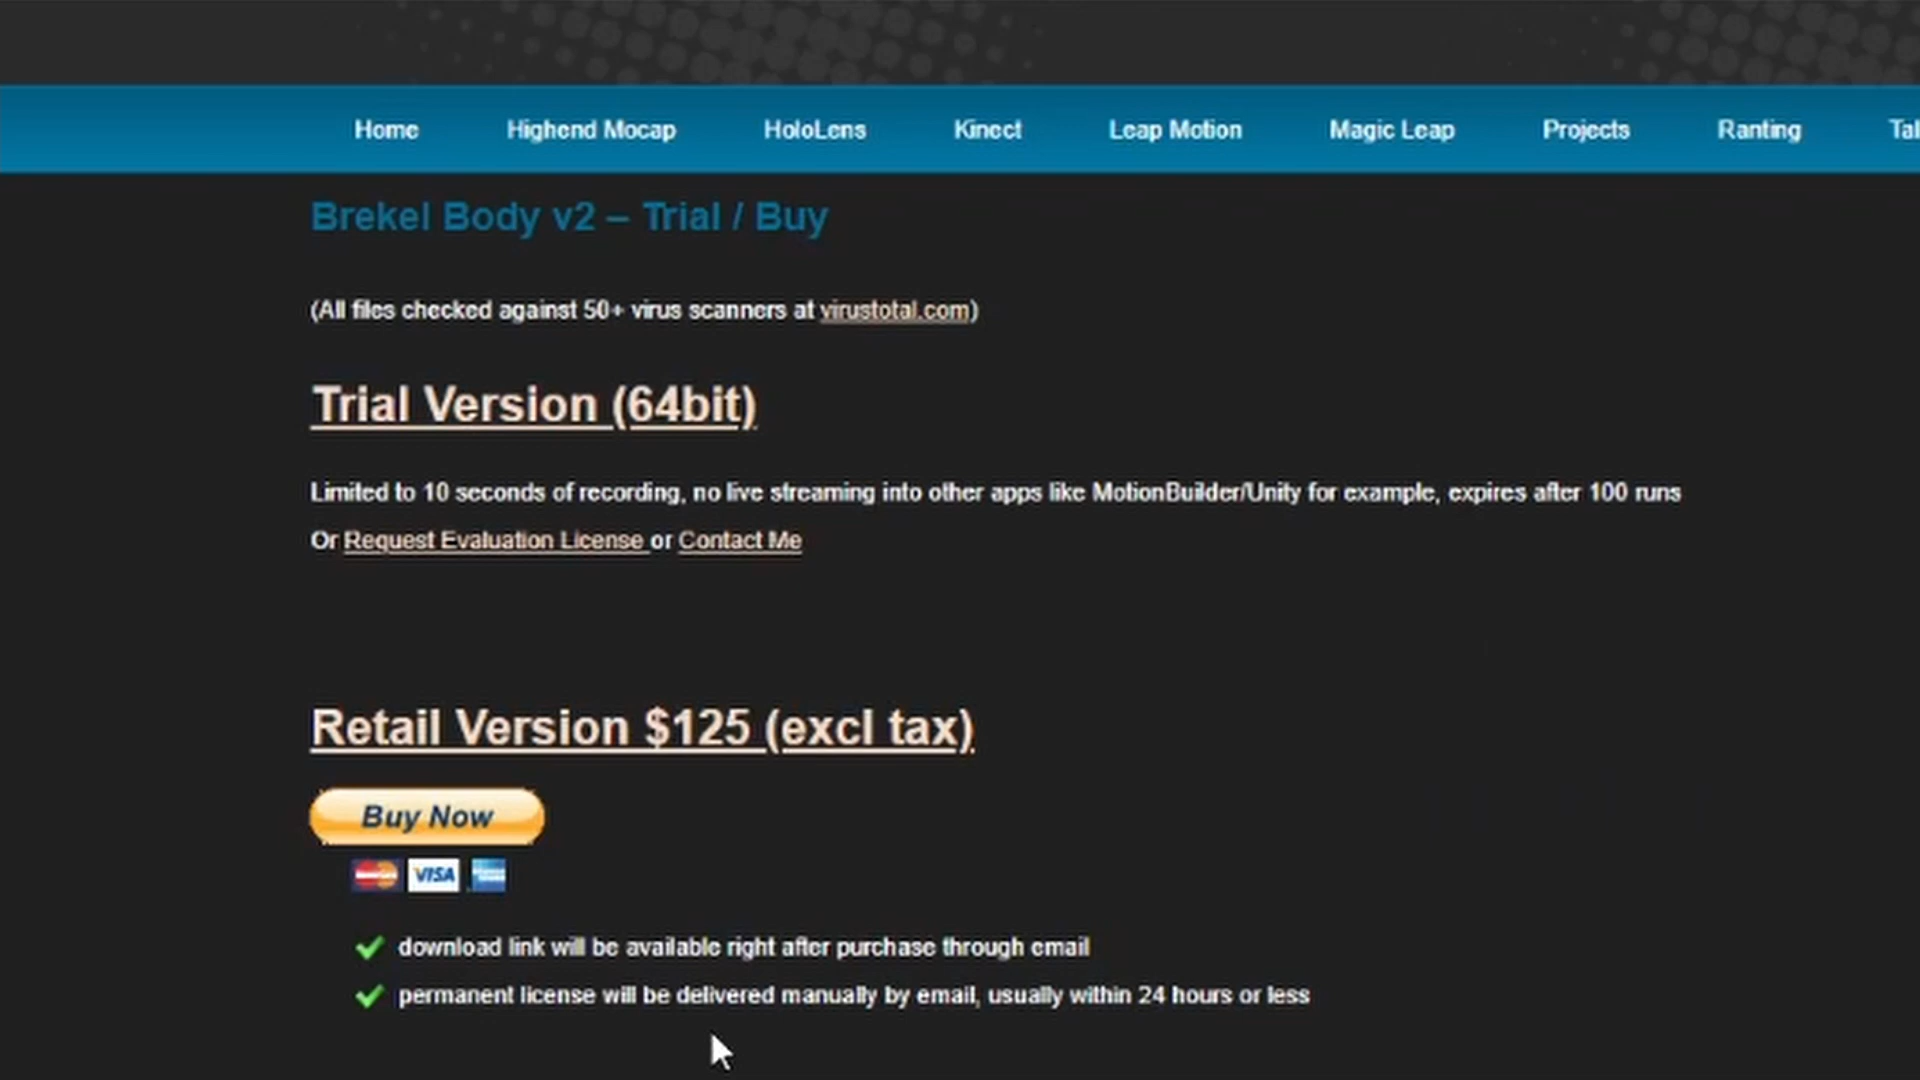 Home Highend Mocap HoloLens Kinect Leap Motion Magic Leap Projects Ranting
Brekel Body v2 – Trial / Buy
(All files checked against 50+ virus scanners at virustotal.com)
Trial Version (64bit)
Limited to 10 seconds of recording, no live streaming into other apps like MotionBuilder/Unity for example, expires after 100 runs
Or Request Evaluation License or Contact Me
Retail Version $125 (excl tax)
Buy Now
VISA
download link will be available right after purchase through email
permanent license will be delivered manually by email, usually within 24 hours or less